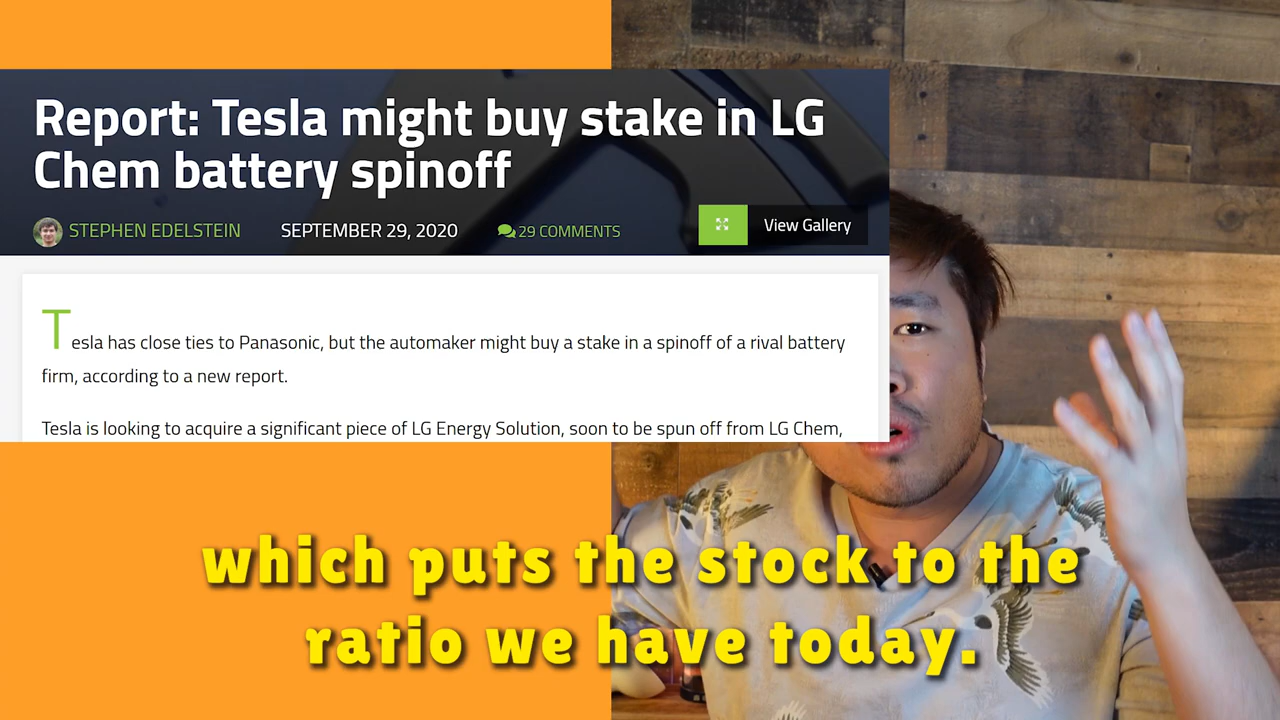 Report: Tesla might buy stake in LG
Chem battery spinoff
STEPHEN EDELSTEIN SEPTEMBER 29, 2020 29 COMMENTS View Gallery
Tesla has close ties to Panasonic, but the automaker might buy a stake in a spinoff of a rival battery
firm, according to a new report.
Tesla is looking to acquire a significant piece of LG Energy Solution, soon to be spun off from LG Chem,
which puts the stock to the
ratio we have today.